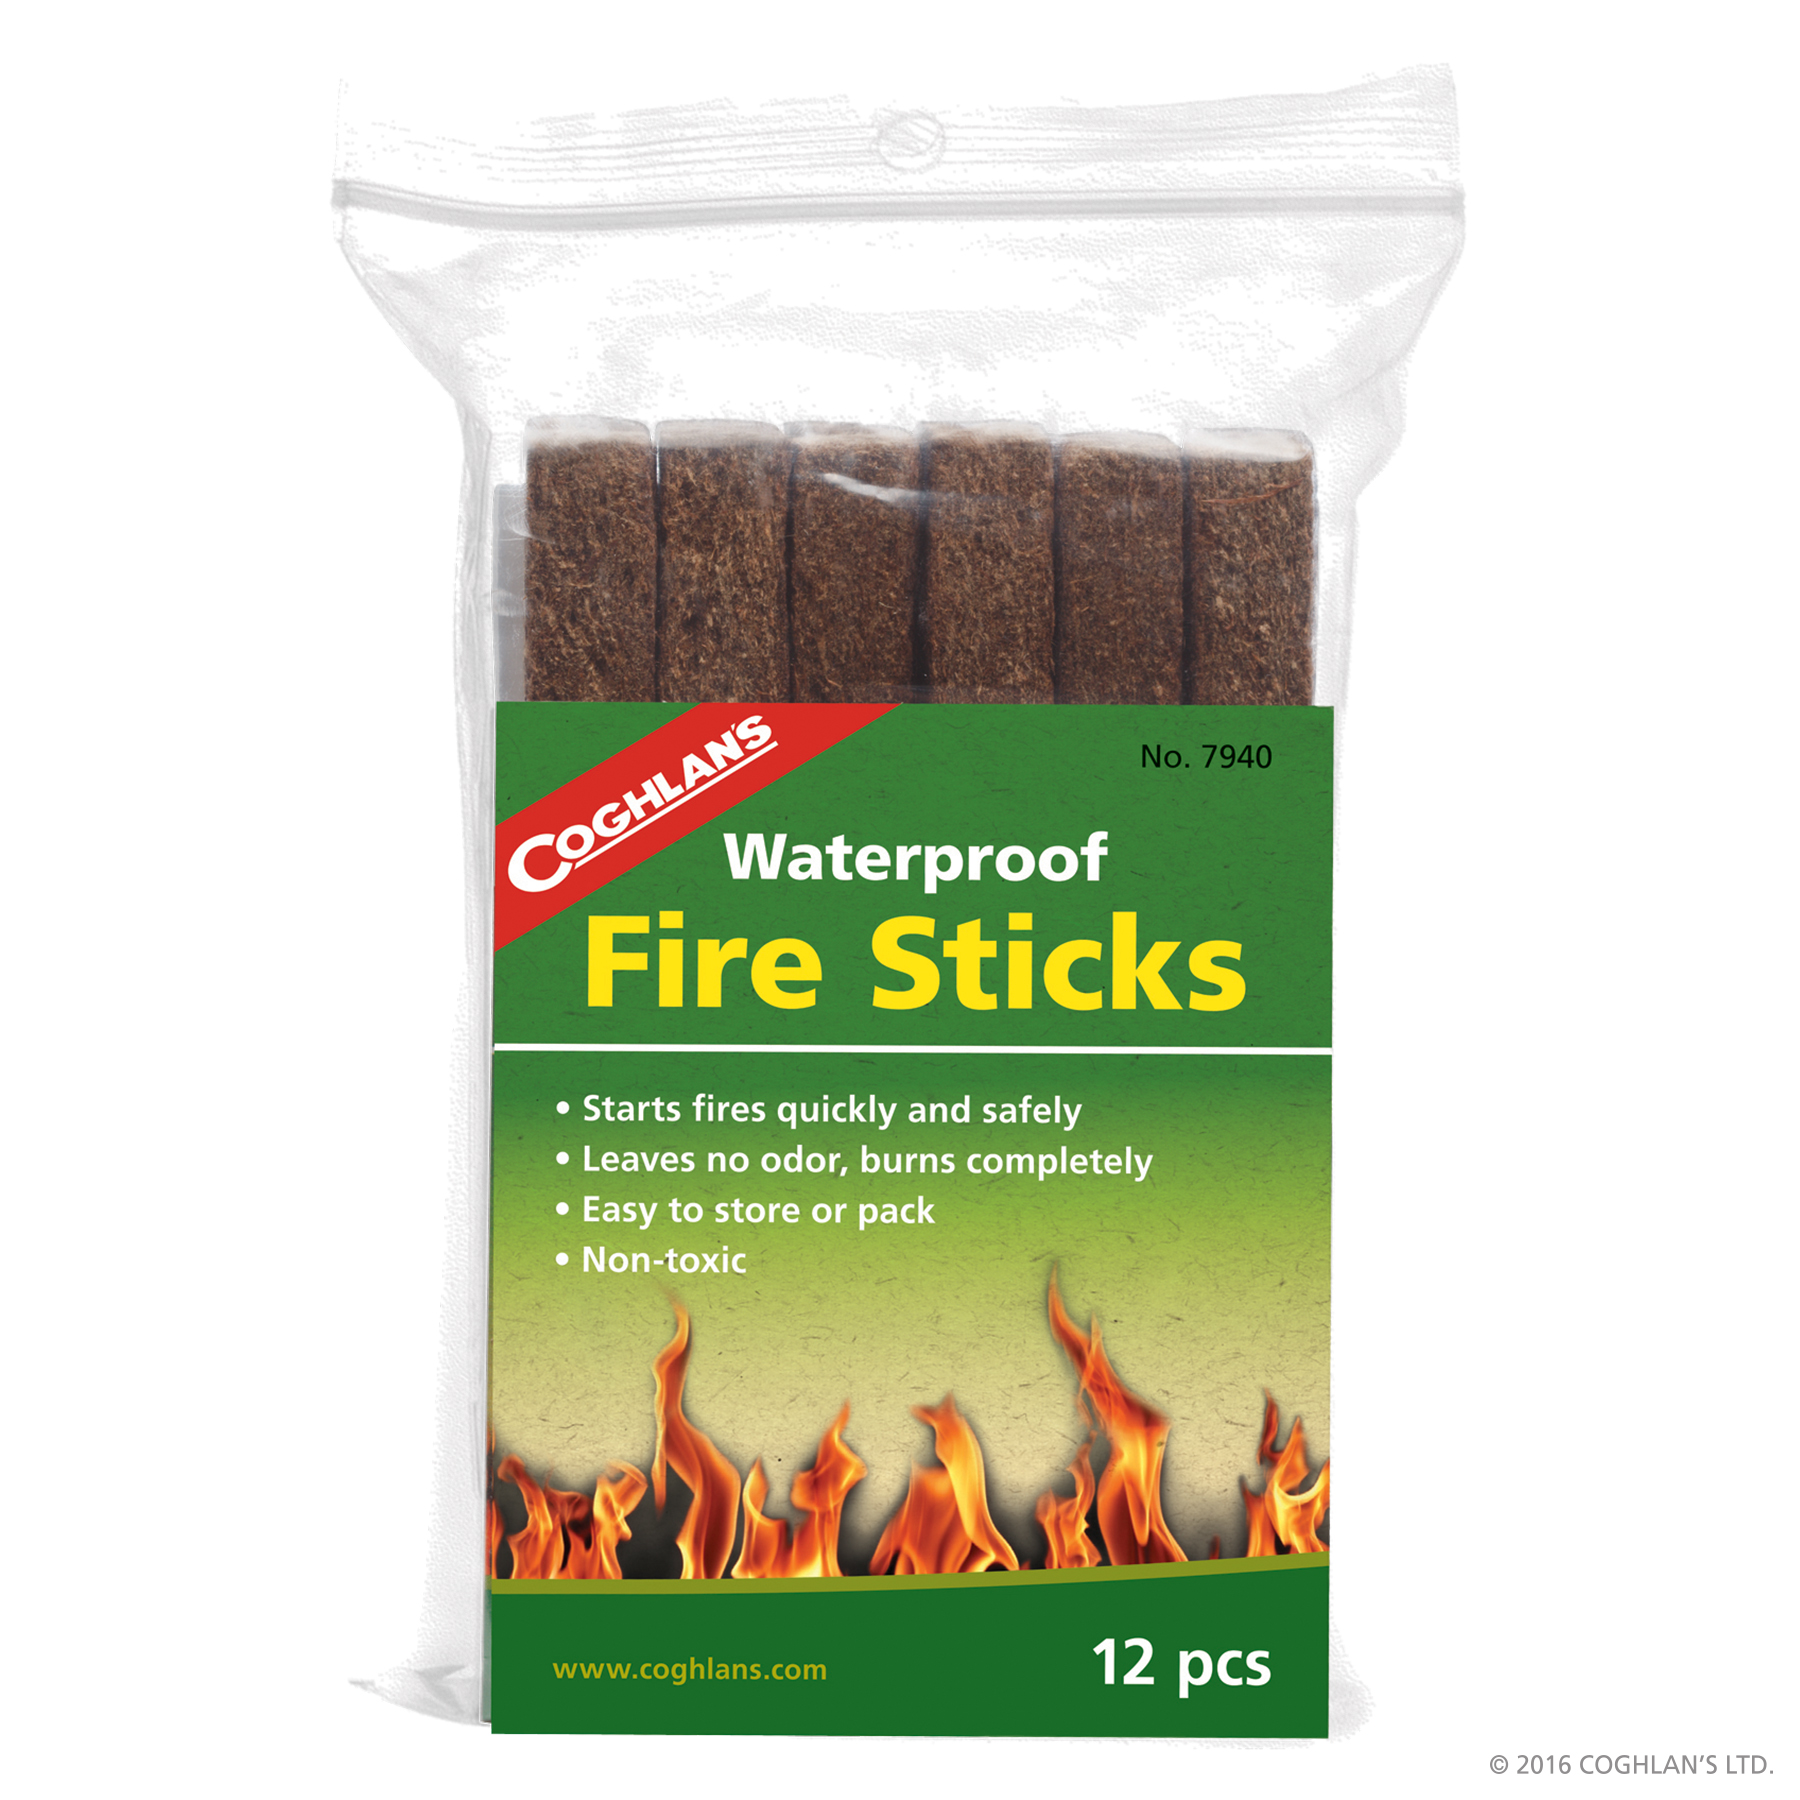 COGHLAN'S
No. 7940
Waterproof
Fire Sticks
• Starts fires quickly and safely
• Leaves no odor, burns completely
• Easy to store or pack
• Non-toxic
www.coghlans.com
12 pcs
© 2016 COGHLAN'S LTD.